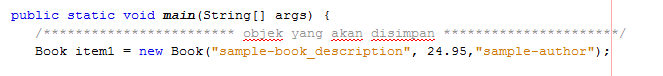 public static void main(String[] args) {
/************************* objek yang akan disimpan *************************/
Book item1 = new Book("sample-book_description", 24.95,"sample-author");